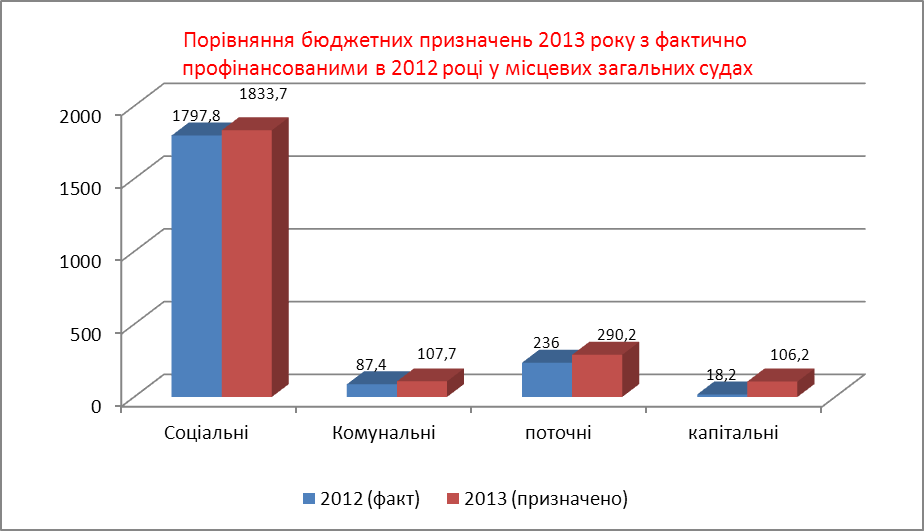 Порівняння бюджетних призначень 2013 року з фактично
профінансованими в 2012 році у місцевих загальних судах
2000
1500
1000
500
0
1797,8
1833,7
87,4
107,7
236
290,2
18,2
106,2
Соціальні
Комунальні
поточні
капітальні
2012 (факт)
2013 (призначено)